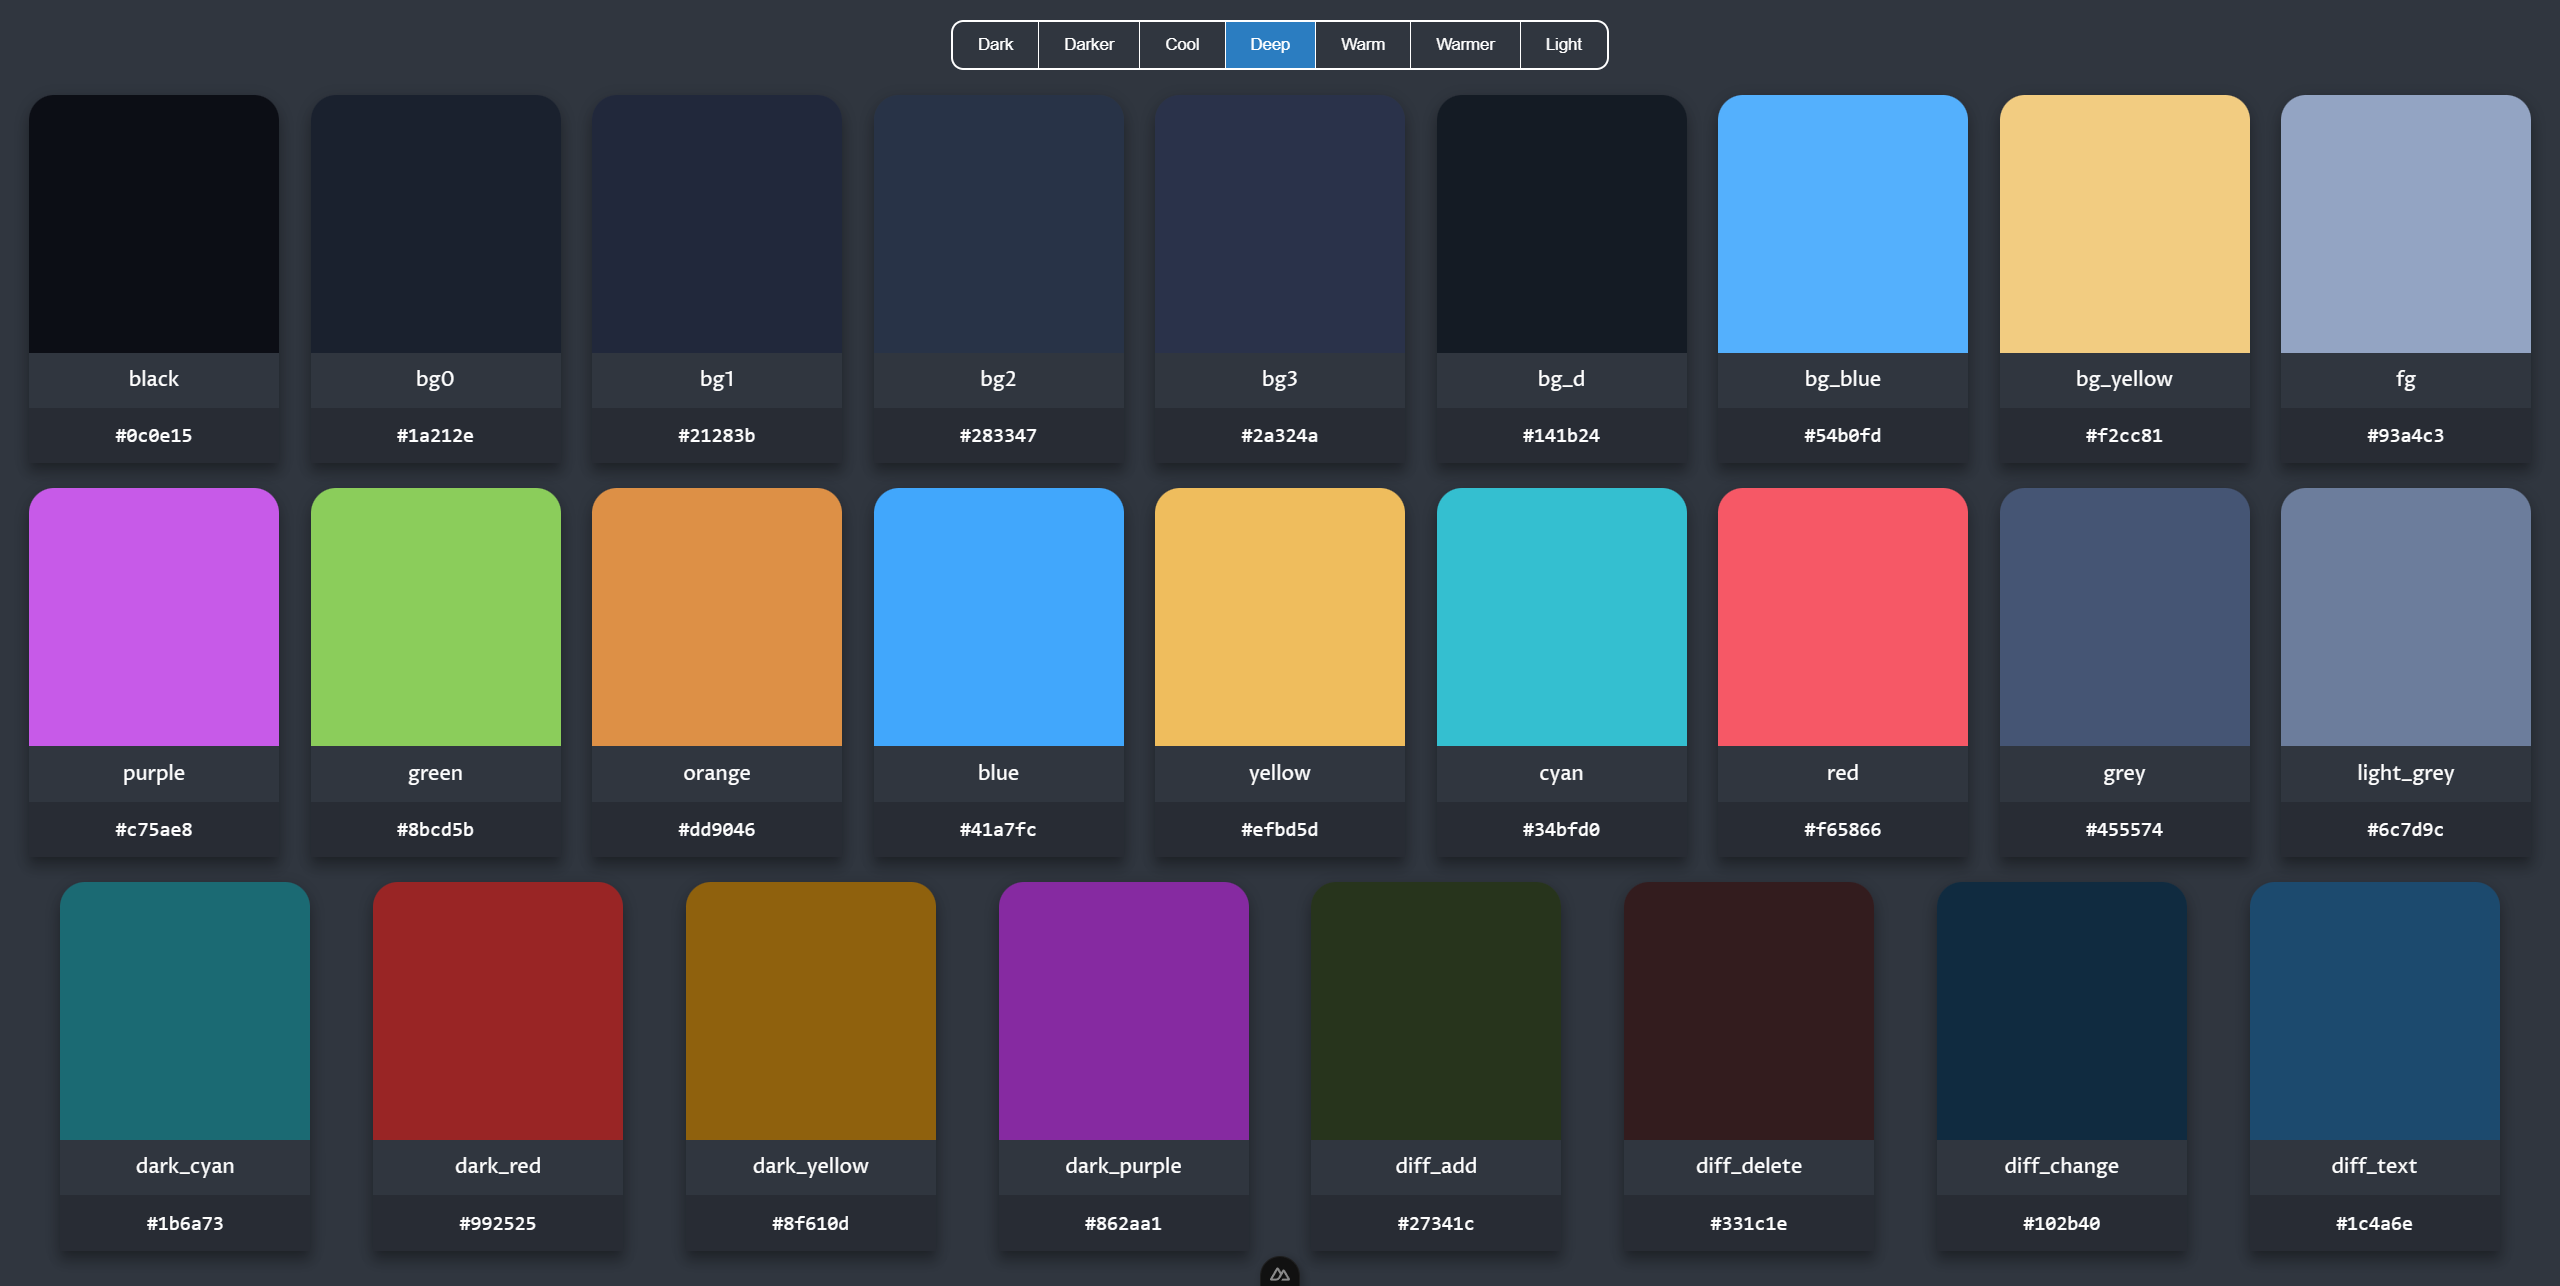 Dark Darker Cool Deep Warm Warmer Light
black bg0 bg1 bg2 bg3 bg_d bg_blue bg_yellow fg
#0c0e15 #1a212e #21283b #283347 #2a324a #141b24 #54b0fd #f2cc81 #93a4c3
purple green orange blue yellow cyan red grey light_grey
#c75ae8 #8bcd5b #dd9046 #41a7fc #efbd5d #34bfd0 #f65866 #455574 #6c7d9c
dark_cyan dark_red dark_yellow dark_purple diff_add diff_delete diff_change diff_text
#1b6a73 #992525 #8f610d #862aa1 #27341c #331c1e #102b40 #1c4a6e